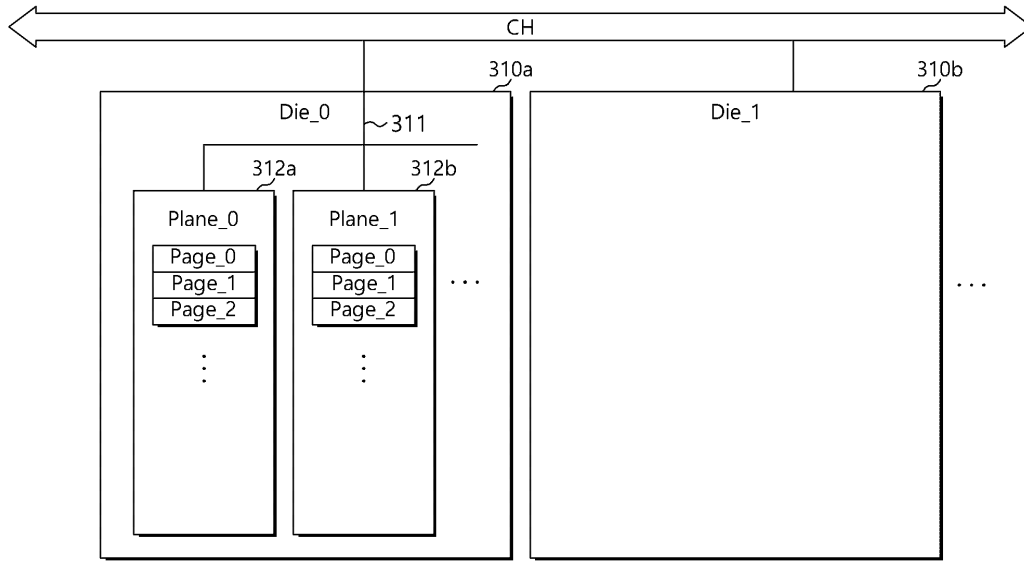 CH
310a
310b
Die_0
Die_1
311
312a
312b
Plane_0
Plane_1
Page_0
Page_0
Page_1
Page_1
Page_2
Page_2